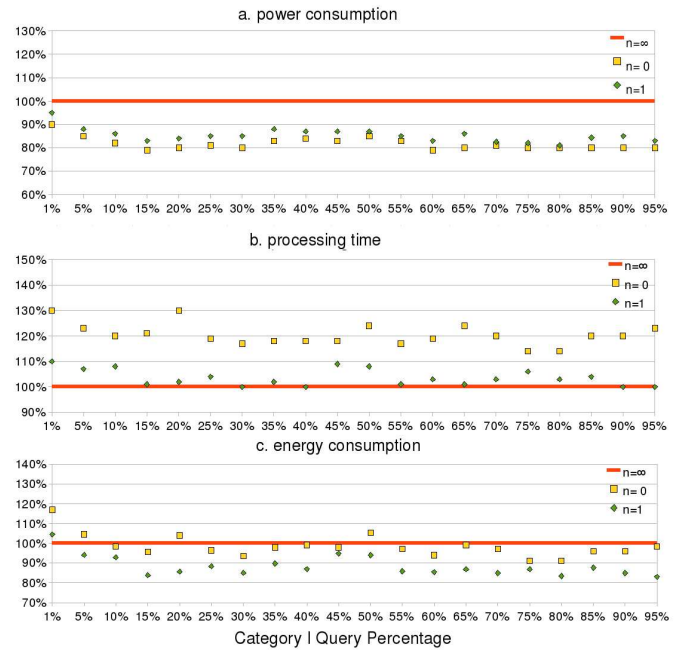 a. power consumption
130%
120%
110%
100%
90%
80%
70%
60%
n=∞
n= 0
n=1
1% 5% 10% 15% 20% 25% 30% 35% 40% 45% 50% 55% 60% 65% 70% 75% 80% 85% 90% 95%
b. processing time
150%
140%
130%
120%
110%
100%
90%
n=∞
n= 0
n=1
1% 5% 10% 15% 20% 25% 30% 35% 40% 45% 50% 55% 60% 65% 70% 75% 80% 85% 90% 95%
c. energy consumption
140%
130%
120%
110%
100%
90%
80%
70%
n=∞
n= 0
n=1
1% 5% 10% 15% 20% 25% 30% 35% 40% 45% 50% 55% 60% 65% 70% 75% 80% 85% 90% 95%
Category I Query Percentage